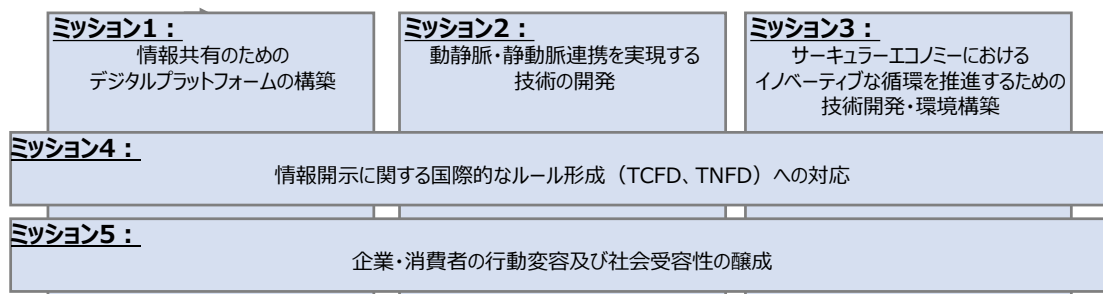 ミッション1：
情報共有のための
デジタルプラットフォームの構築
ミッション2：
動静脈・静動脈連携を実現する
技術の開発
ミッション3：
サーキュラーエコノミーにおける
イノベーティブな循環を推進するための
技術開発・環境構築
ミッション4：
情報開示に関する国際的なルール形成（TCFD、TNFD）への対応
ミッション5：
企業・消費者の行動変容及び社会受容性の醸成